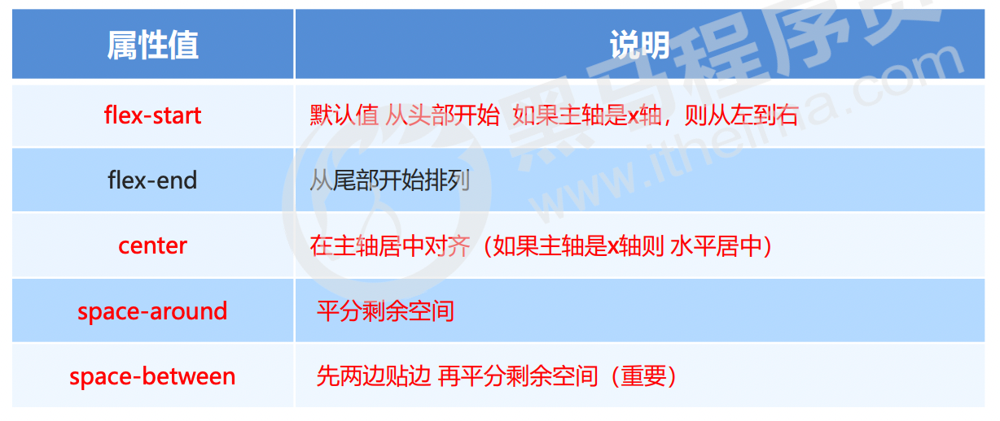 属性值 说明
flex-start 默认值 从头部开始 如果主轴是x轴，则从左到右
flex-end 从尾部开始排列
center 在主轴居中对齐（如果主轴是x轴则 水平居中）
space-around 平分剩余空间
space-between 先两边贴边 再平分剩余空间（重要）
黑马程序员
www.itheima.com